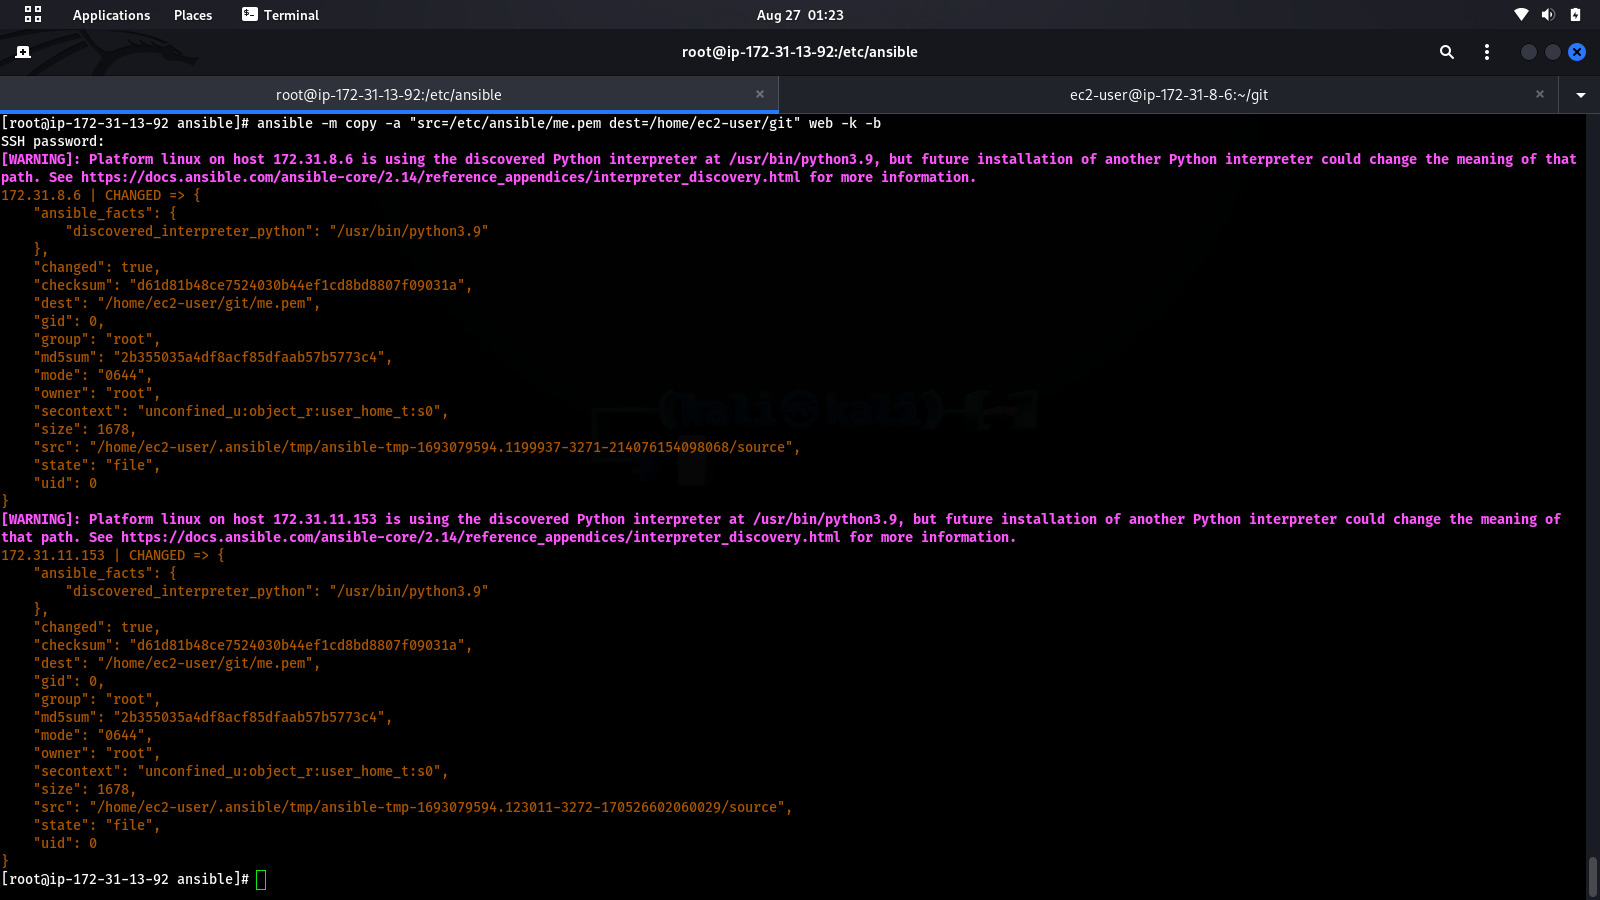 Applications Places Terminal Aug 27 01:23
root@ip-172-31-13-92:/etc/ansible
root@ip-172-31-13-92:/etc/ansible × ec2-user@ip-172-31-8-6:~/git ×
[root@ip-172-31-13-92 ansible]# ansible -m copy -a "src=/etc/ansible/me.pem dest=/home/ec2-user/git" web -k -b
SSH password:
[WARNING]: Platform linux on host 172.31.8.6 is using the discovered Python interpreter at /usr/bin/python3.9, but future installation of another Python interpreter could change the meaning of that
path. See https://docs.ansible.com/ansible-core/2.14/reference_appendices/interpreter_discovery.html for more information.
172.31.8.6 | CHANGED => {
    "ansible_facts": {
        "discovered_interpreter_python": "/usr/bin/python3.9"
    },
    "changed": true,
    "checksum": "d61d81b48ce7524030b44ef1cd8bd8807f09031a",
    "dest": "/home/ec2-user/git/me.pem",
    "gid": 0,
    "group": "root",
    "md5sum": "2b355035a4df8acf85dfaab57b5773c4",
    "mode": "0644",
    "owner": "root",
    "secontext": "unconfined_u:object_r:user_home_t:s0",
    "size": 1678,
    "src": "/home/ec2-user/.ansible/tmp/ansible-tmp-1693079594.1199937-3271-214076154098068/source",
    "state": "file",
    "uid": 0
}
[WARNING]: Platform linux on host 172.31.11.153 is using the discovered Python interpreter at /usr/bin/python3.9, but future installation of another Python interpreter could change the meaning of
that path. See https://docs.ansible.com/ansible-core/2.14/reference_appendices/interpreter_discovery.html for more information.
172.31.11.153 | CHANGED => {
    "ansible_facts": {
        "discovered_interpreter_python": "/usr/bin/python3.9"
    },
    "changed": true,
    "checksum": "d61d81b48ce7524030b44ef1cd8bd8807f09031a",
    "dest": "/home/ec2-user/git/me.pem",
    "gid": 0,
    "group": "root",
    "md5sum": "2b355035a4df8acf85dfaab57b5773c4",
    "mode": "0644",
    "owner": "root",
    "secontext": "unconfined_u:object_r:user_home_t:s0",
    "size": 1678,
    "src": "/home/ec2-user/.ansible/tmp/ansible-tmp-1693079594.123011-3272-170526602060029/source",
    "state": "file",
    "uid": 0
}
[root@ip-172-31-13-92 ansible]#